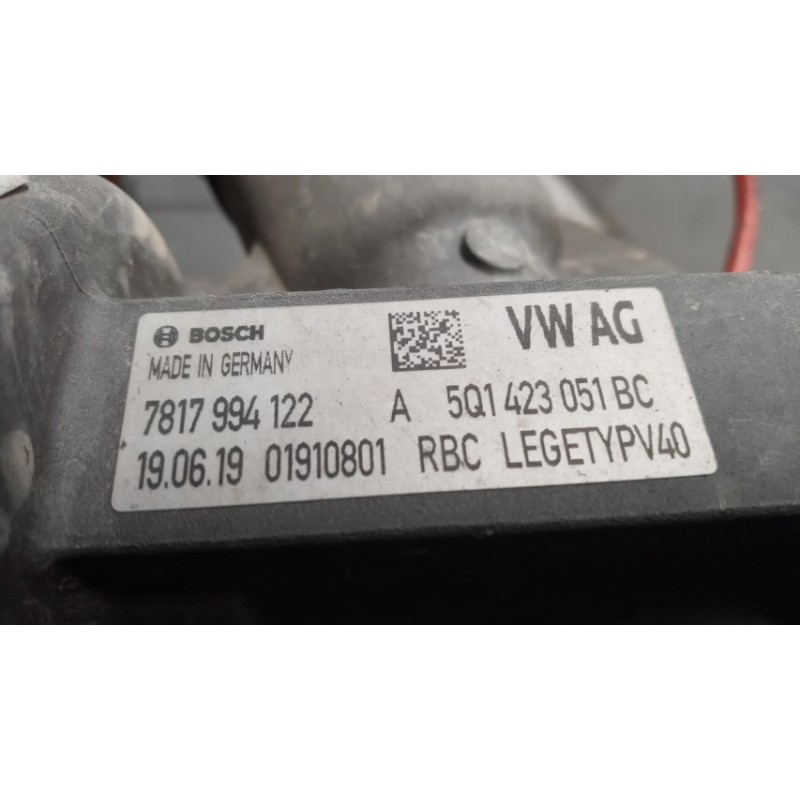 BOSCH VW AG
MADE IN GERMANY
7817 994 122 A 5Q1 423 051 BC
19.06.19 01910801 RBC LEGETYPV40